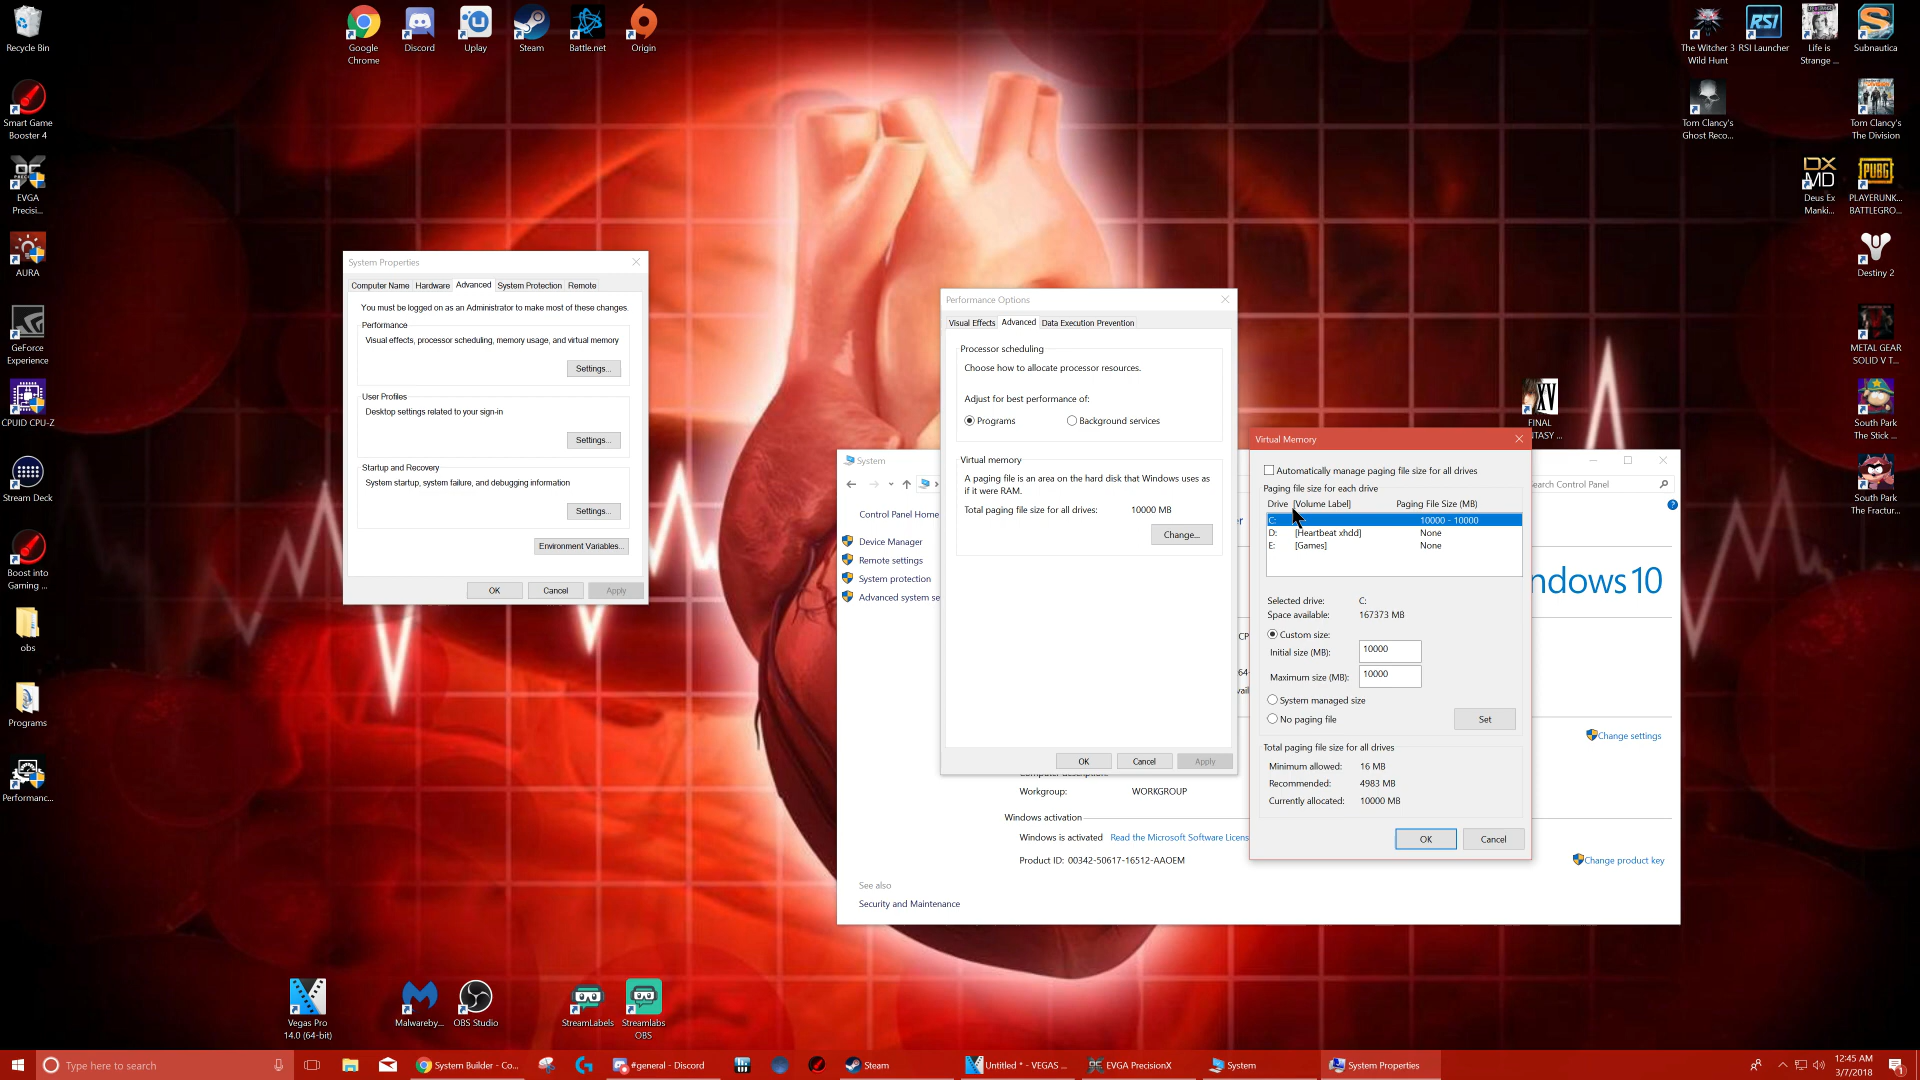 Recycle Bin
Google
Chrome
Discord
Uplay
Steam
Battle.net
Origin
The Witcher 3
Wild Hunt
RSI
RSI Launcher
Life is
Strange ...
Subnautica
Smart Game
Booster 4
Tom Clancy's
Ghost Reco...
Tom Clancy's
The Division
EVGA
Precisi...
DX
MD
Deus Ex
Manki...
PUBG
PLAYERUNK...
BATTLEGRO...
AURA
Destiny 2
GeForce
Experience
METAL GEAR
SOLID V T...
CPUID CPU-Z
XV
FINAL
South Park
The Stick ...
Stream Deck
South Park
The Fractur...
Boost into
Gaming ...
obs
Programs
Performanc...
System Properties
Computer Name
Hardware
Advanced
System Protection
Remote
You must be logged on as an Administrator to make most of these changes.
Performance
Visual effects, processor scheduling, memory usage, and virtual memory
Settings...
User Profiles
Desktop settings related to your sign-in
Settings...
Startup and Recovery
System startup, system failure, and debugging information
Settings...
Environment Variables...
OK
Cancel
Apply
Performance Options
Visual Effects
Advanced
Data Execution Prevention
Processor scheduling
Choose how to allocate processor resources.
Adjust for best performance of:
Programs
Background services
Virtual memory
A paging file is an area on the hard disk that Windows uses as
if it were RAM.
Total paging file size for all drives: 10000 MB
Change...
OK
Cancel
Apply
System
Control Panel Home
Device Manager
Remote settings
System protection
Advanced system se
earch Control Panel
ndows 10
Change settings
Workgroup: WORKGROUP
Windows activation
Windows is activated Read the Microsoft Software Licens
Product ID: 00342-50617-16512-AAOEM
Change product key
See also
Security and Maintenance
Virtual Memory
Automatically manage paging file size for all drives
Paging file size for each drive
Drive [Volume Label] Paging File Size (MB)
C: 10000 - 10000
D: [Heartbeat xhdd] None
E: [Games] None
Selected drive: C:
Space available: 167373 MB
Custom size:
Initial size (MB): 10000
Maximum size (MB): 10000
System managed size
No paging file
Set
Total paging file size for all drives
Minimum allowed: 16 MB
Recommended: 4983 MB
Currently allocated: 10000 MB
OK
Cancel
Vegas Pro
14.0 (64-bit)
Malwareby...
OBS Studio
StreamLabels
Streamlabs
OBS
Type here to search
System Builder - Co...
#general - Discord
Steam
Untitled * - VEGAS ...
EVGA PrecisionX
System
System Properties
12:45 AM
3/7/2018